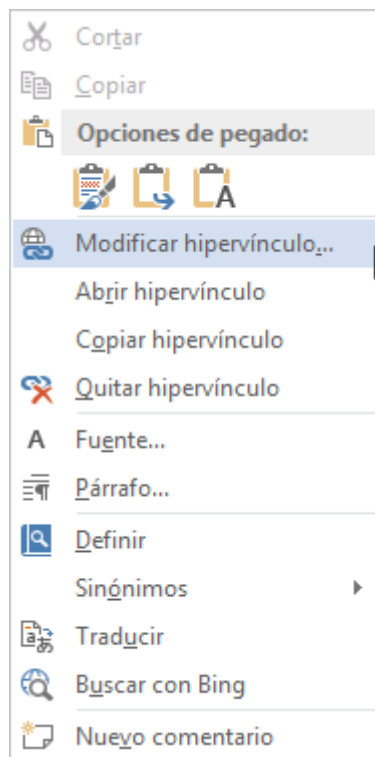 Cortar
Copiar
Opciones de pegado:
Modificar hipervínculo...
Abrir hipervínculo
Copiar hipervínculo
Quitar hipervínculo
Fuente...
Párrafo...
Definir
Sinónimos
Traducir
Buscar con Bing
Nuevo comentario